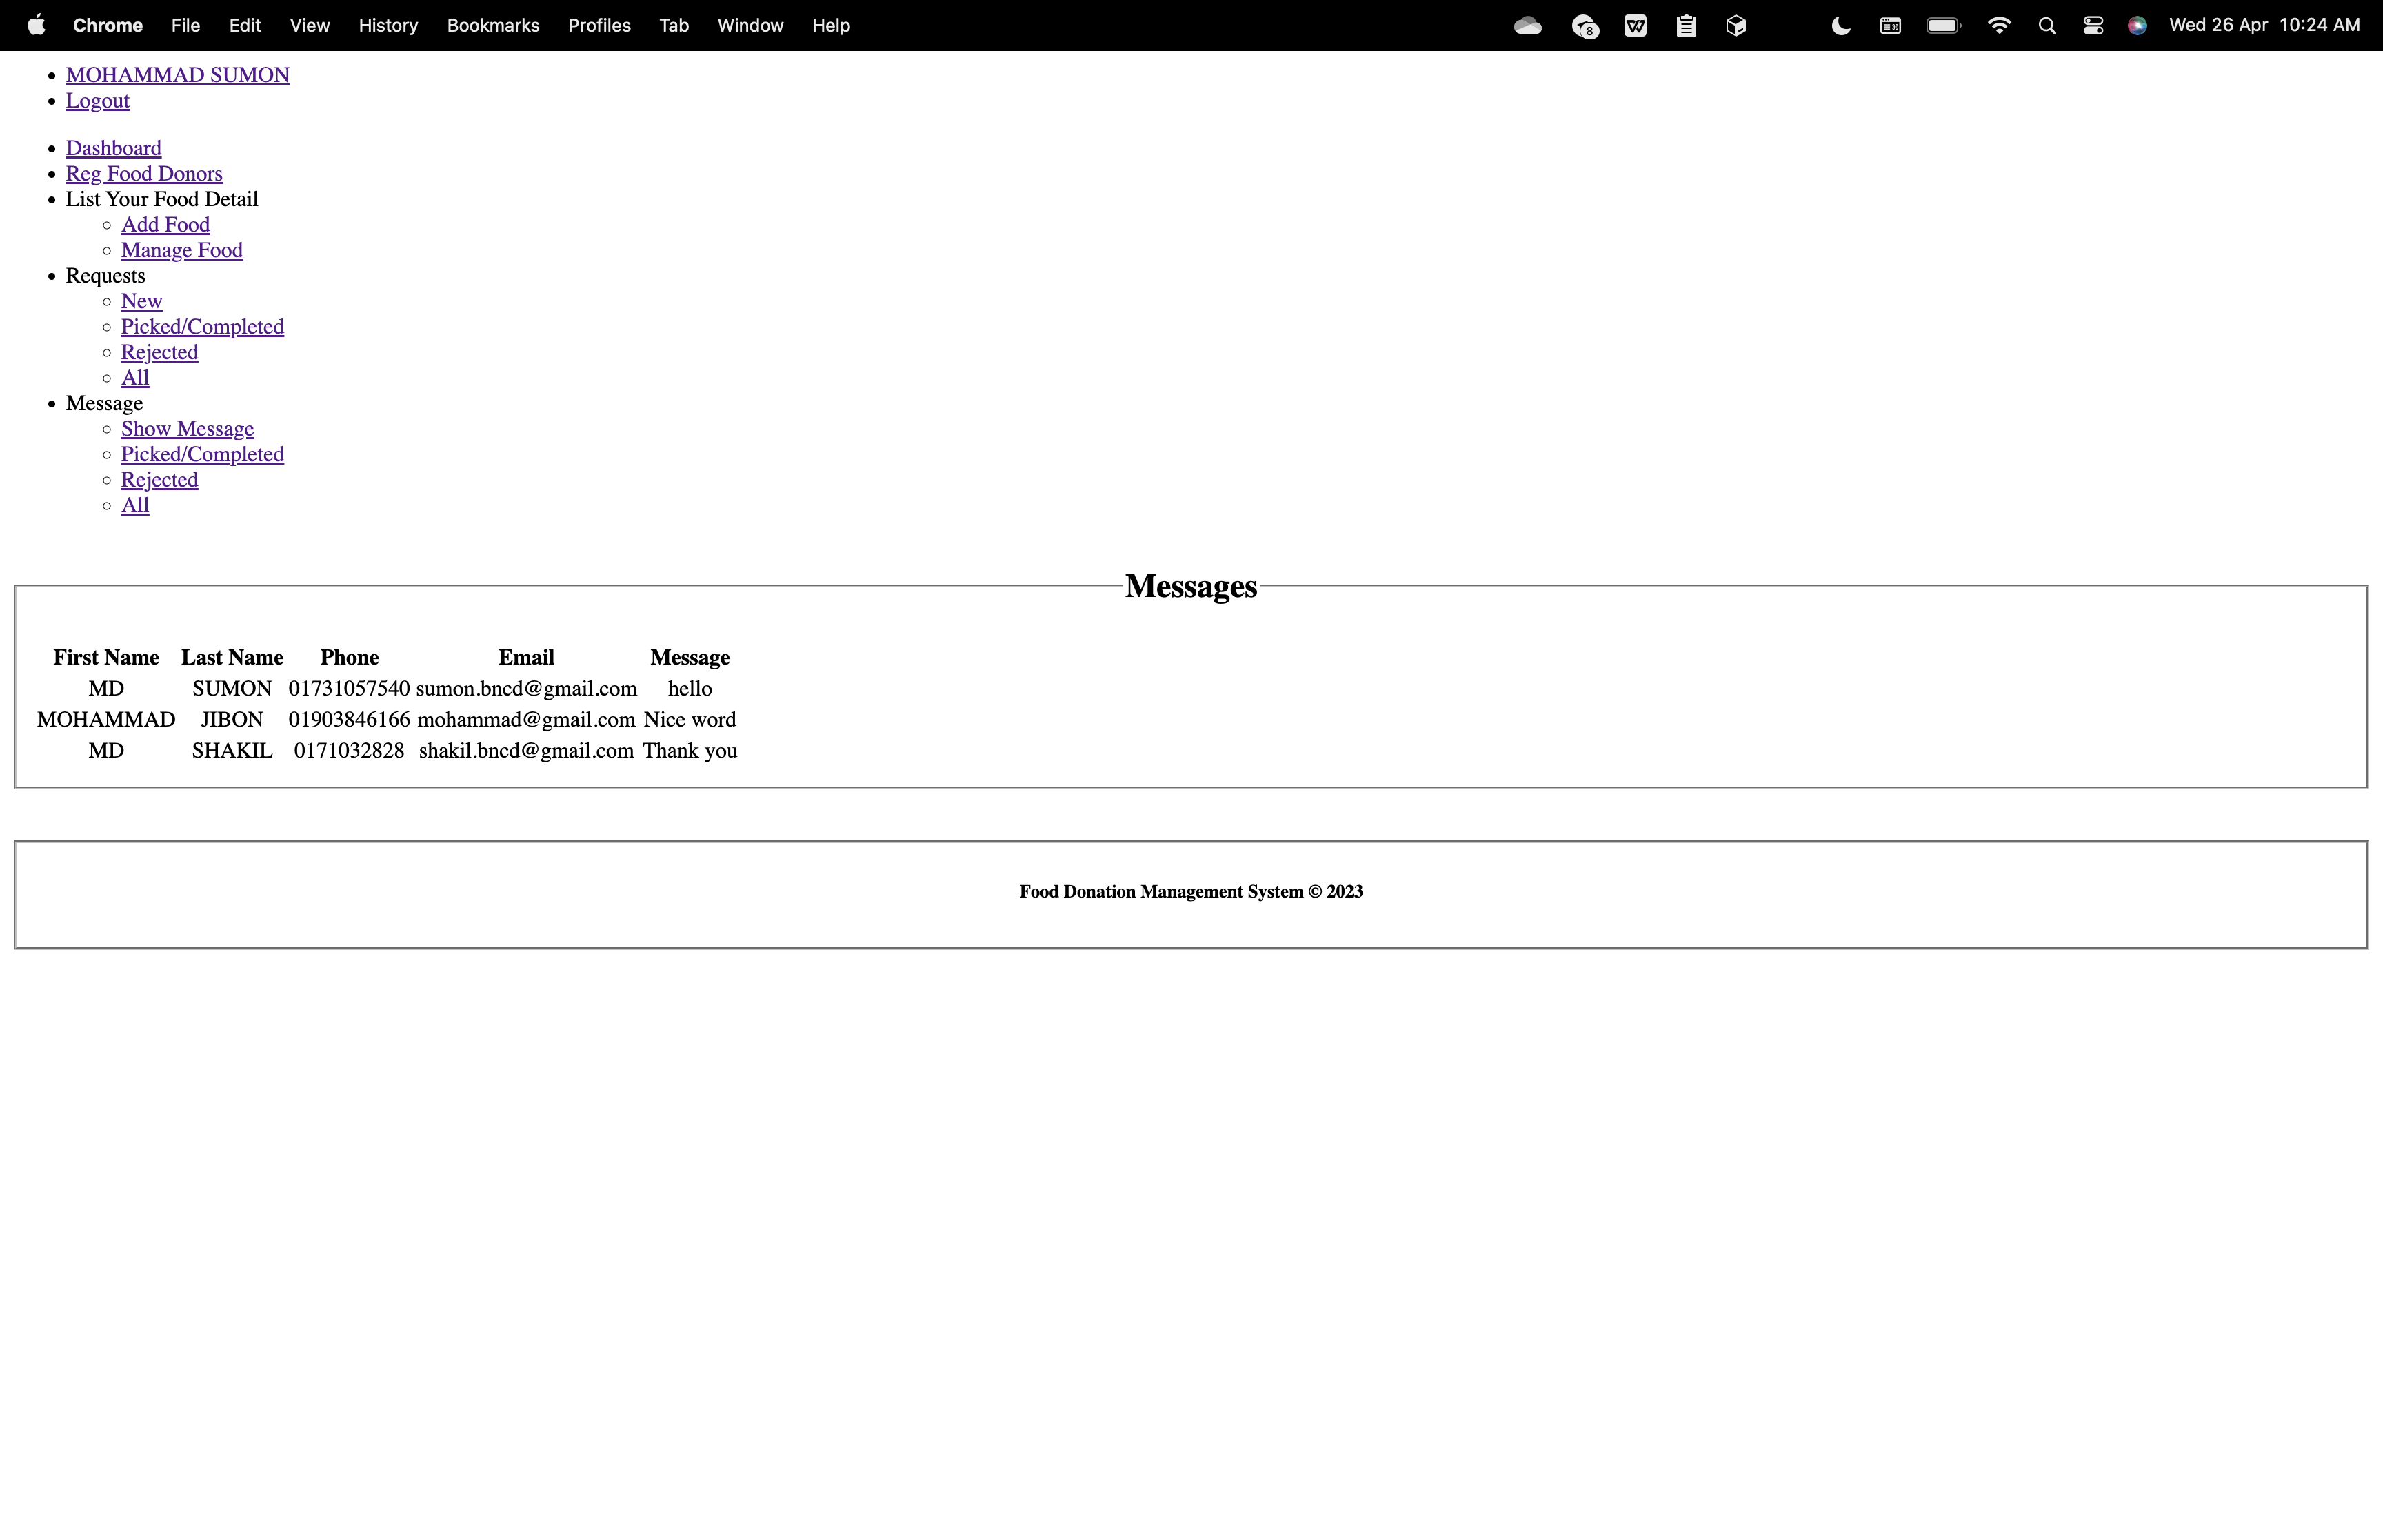 Chrome File Edit View History Bookmarks Profiles Tab Window Help 8 W Wed 26 Apr 10:24 AM
MOHAMMAD SUMON
Logout
Dashboard
Reg Food Donors
List Your Food Detail
Add Food
Manage Food
Requests
New
Picked/Completed
Rejected
All
Message
Show Message
Picked/Completed
Rejected
All
Messages
First Name Last Name Phone Email Message
MD SUMON 01731057540 sumon.bncd@gmail.com hello
MOHAMMAD JIBON 01903846166 mohammad@gmail.com Nice word
MD SHAKIL 0171032828 shakil.bncd@gmail.com Thank you
Food Donation Management System © 2023